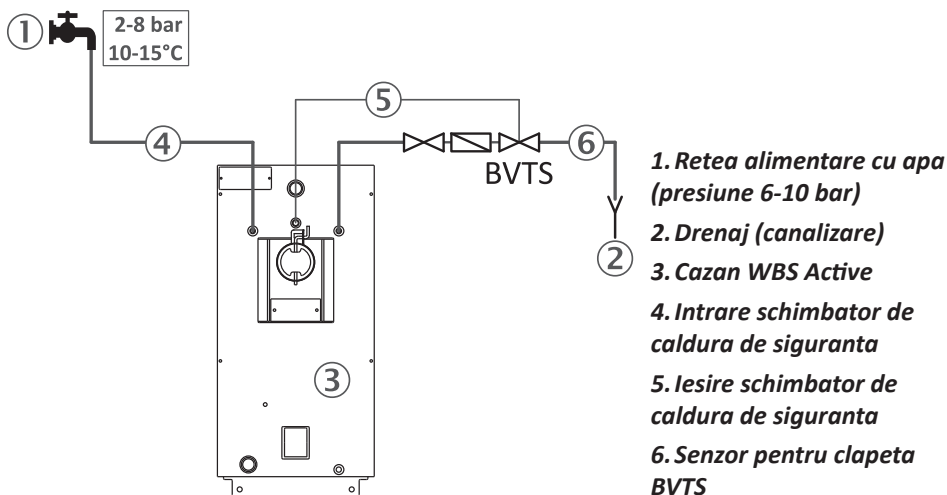 1
2-8 bar
10-15°C
5
4
6
BVTS
2
3
1. Retea alimentare cu apa
(presiune 6-10 bar)
2. Drenaj (canalizare)
3. Cazan WBS Active
4. Intrare schimbator de
caldura de siguranta
5. Iesire schimbator de
caldura de siguranta
6. Senzor pentru clapeta
BVTS